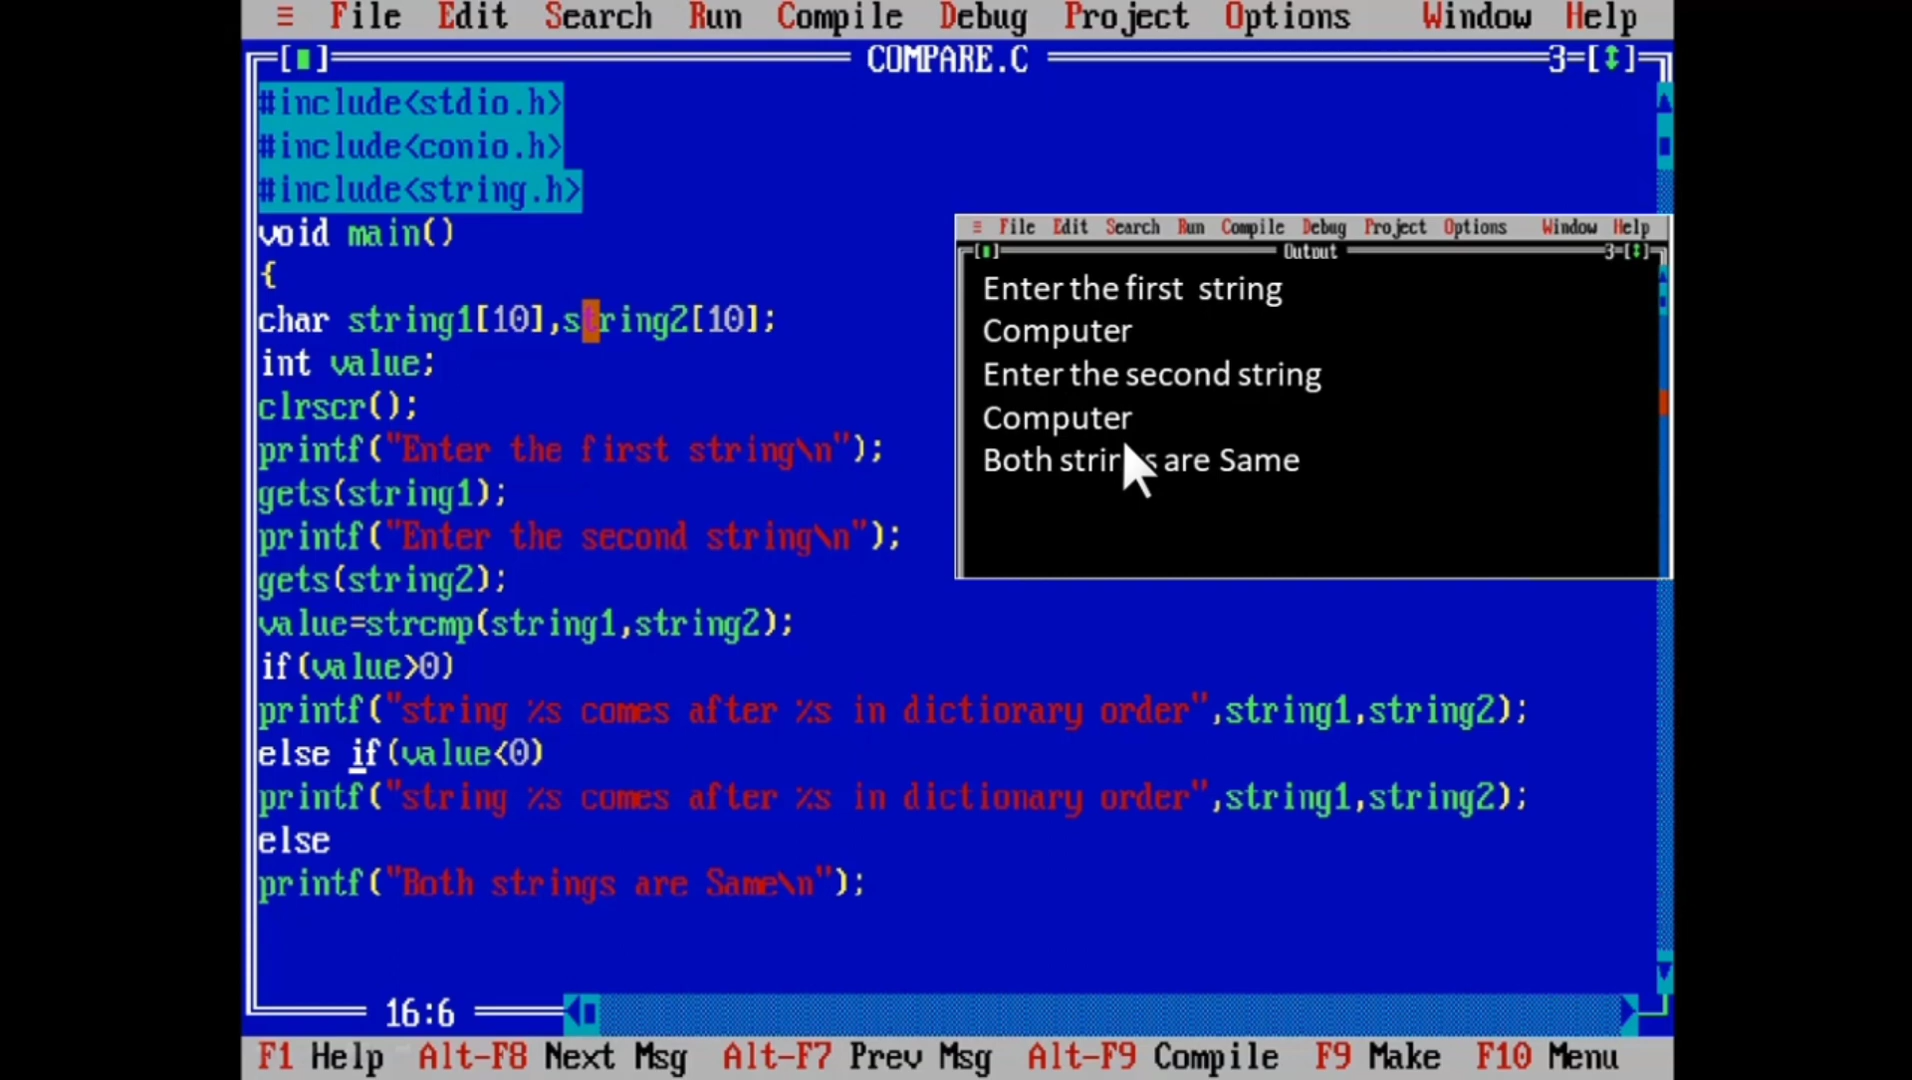 ≡ File Edit Search Run Compile Debug Project Options Window Help
COMPARE.C 3=[↕]
#include<stdio.h>
#include<conio.h>
#include<string.h>
void main()
{
char string1[10],string2[10];
int value;
clrscr();
printf("Enter the first string\n");
gets(string1);
printf("Enter the second string\n");
gets(string2);
value=strcmp(string1,string2);
if(value>0)
printf("string %s comes after %s in dictiorary order",string1,string2);
else if(value<0)
printf("string %s comes after %s in dictionary order",string1,string2);
else
printf("Both strings are Same\n");
≡ File Edit Search Run Compile Debug Project Options Window Help
Output 3=[↕]
Enter the first string
Computer
Enter the second string
Computer
Both strings are Same
16:6
F1 Help Alt-F8 Next Msg Alt-F7 Prev Msg Alt-F9 Compile F9 Make F10 Menu